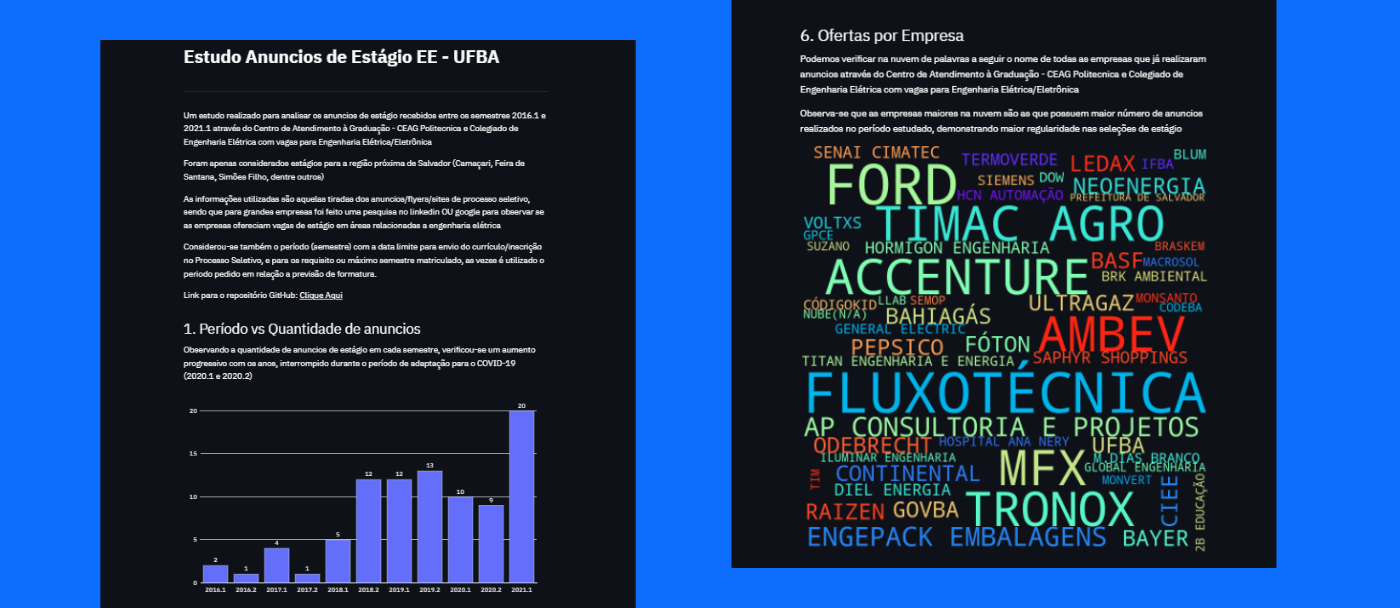 Estudo Anuncios de Estágio EE - UFBA
Um estudo realizado para analisar os anuncios de estágio recebidos entre os semestres 2016.1 e
2021.1 através do Centro de Atendimento à Graduação - CEAG Politecnica e Colegiado de
Engenharia Elétrica com vagas para Engenharia Elétrica/Eletrônica
Foram apenas considerados estágios para a região próxima de Salvador (Camaçari, Feira de
Santana, Simões Filho, dentre outros)
As informações utilizadas são aquelas tiradas dos anuncios/flyers/sites de processo seletivo,
sendo que para grandes empresas foi feito uma pesquisa no linkedin OU google para observar se
as empresas ofereciam vagas de estágio em áreas relacionadas a engenharia elétrica
Considerou-se também o período (semestre) com a data limite para envio do currículo/inscrição
no Processo Seletivo, e para os requisito ou máximo semestre matriculado, as vezes é utilizado o
periodo pedido em relação a previsão de formatura.
Link para o repositório GitHub: Clique Aqui
1. Período vs Quantidade de anuncios
Observando a quantidade de anuncios de estágio em cada semestre, verificou-se um aumento
progressivo com os anos, interrompido durante o período de adaptação para o COVID-19
(2020.1 e 2020.2)
20
15
10
5
0
2 1 4 1 5 12 12 13 10 9 20
2016.1 2016.2 2017.1 2017.2 2018.1 2018.2 2019.1 2019.2 2020.1 2020.2 2021.1
6. Ofertas por Empresa
Podemos verificar na nuvem de palavras a seguir o nome de todas as empresas que já realizaram
anuncios através do Centro de Atendimento à Graduação - CEAG Politecnica e Colegiado de
Engenharia Elétrica com vagas para Engenharia Elétrica/Eletrônica
Observa-se que as empresas maiores na nuvem são as que possuem maior número de anuncios
realizados no período estudado, demonstrando maior regularidade nas seleções de estágio
SENAI CIMATEC
TERMOVERDE
LEDAX
IFBA
BLUM
FORD
SIEMENS
DOW
NEOENERGIA
HCN AUTOMAÇÃO
PREFEITURA DE SALVADOR
VOLTXS
TIMAC AGRO
GPCE
SUZANO
HORMIGON ENGENHARIA
BRASKEM
ACCENTURE
BASF
MACROSOL
BRK AMBIENTAL
CÓDIGOKID
LLAB
SEMOP
ULTRAGAZ
MONSANTO
CODEBA
NUBE(N/A)
BAHIAGÁS
GENERAL ELECTRIC
AMBEV
PEPSICO
FÓTON
TITAN ENGENHARIA E ENERGIA
SAPHYR SHOPPINGS
FLUXOTÉCNICA
AP CONSULTORIA E PROJETOS
ODEBRECHT
HOSPITAL ANA NERY
UFBA
ILUMINAR ENGENHARIA
MFX
M.DIAS BRANCO
GLOBAL ENGENHARIA
TIM
CONTINENTAL
MONVERT
DIEL ENERGIA
TRONOX
CIEE
2B EDUCAÇÃO
RAIZEN
GOVBA
ENGEPACK EMBALAGENS
BAYER